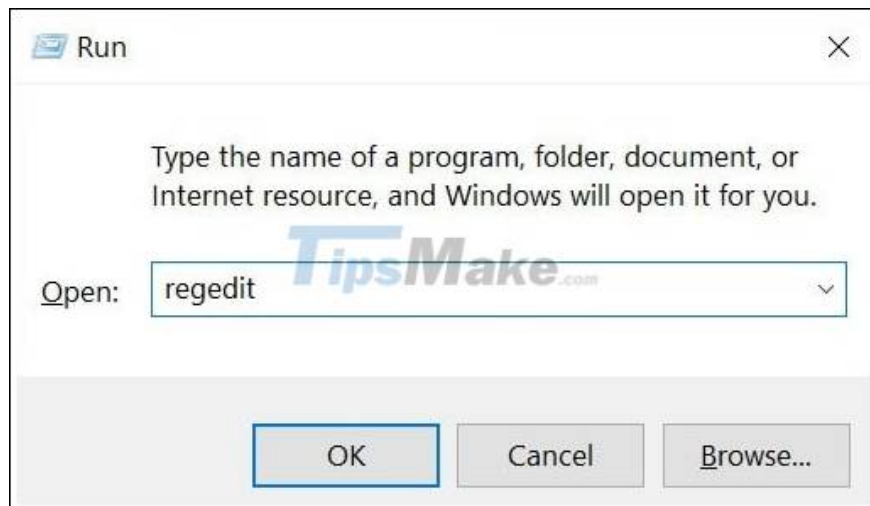 Run
Type the name of a program, folder, document, or
Internet resource, and Windows will open it for you.
TipsMake.com
Open: regedit
OK Cancel Browse...